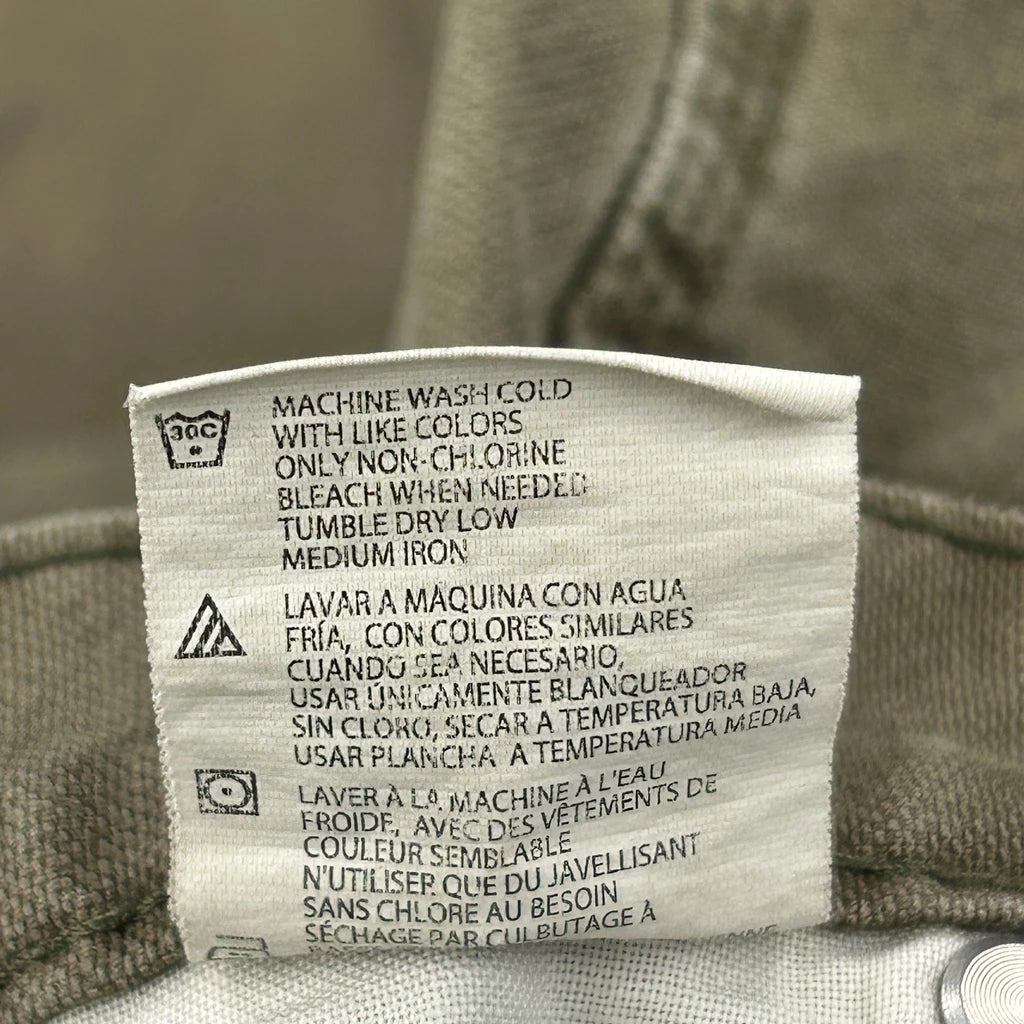 30C
MACHINE WASH COLD
WITH LIKE COLORS
ONLY NON-CHLORINE
BLEACH WHEN NEEDED
TUMBLE DRY LOW
MEDIUM IRON
LAVAR A MÁQUINA CON AGUA
FRÍA, CON COLORES SIMILARES
CUANDO SEA NECESARIO,
USAR ÚNICAMENTE BLANQUEADOR
SIN CLORO, SECAR A TEMPERATURA BAJA,
USAR PLANCHA A TEMPERATURA MEDIA
LAVER À LA MACHINE À L'EAU
FROIDE, AVEC DES VÊTEMENTS DE
COULEUR SEMBLABLE
N'UTILISER QUE DU JAVELLISANT
SANS CHLORE AU BESOIN
SÉCHAGE PAR CULBUTAGE À